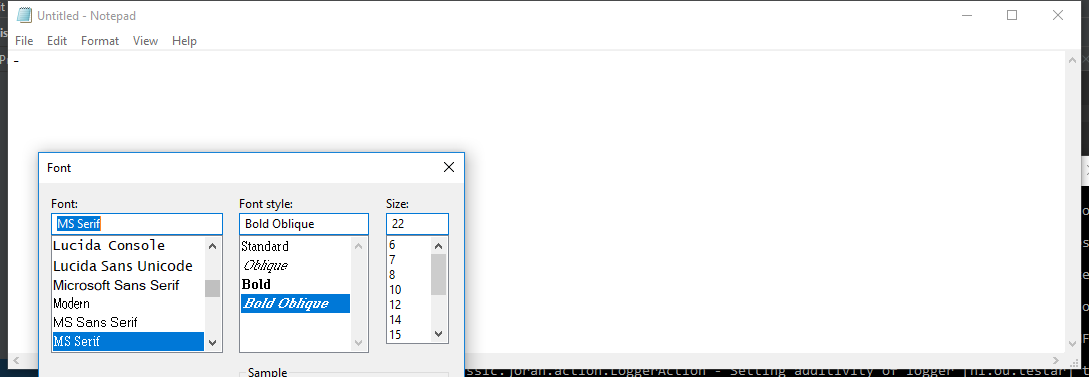 Untitled - Notepad
File Edit Format View Help
-
Font
Font: Font style: Size:
MS Serif Bold Oblique 22
Lucida Console Standard 6
Lucida Sans Unicode Oblique 7
Microsoft Sans Serif Bold 8
Modern Bold Oblique 10
MS Sans Serif 12
MS Serif 14
15
Sample
ssic.joran.action.LoggerAction - Setting additivity of logger [nl.ou.testar]